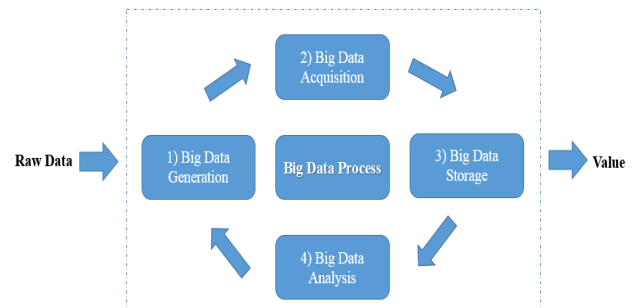 2) Big Data
Acquisition
Raw Data
1) Big Data
Generation
Big Data Process
3) Big Data
Storage
Value
4) Big Data
Analysis